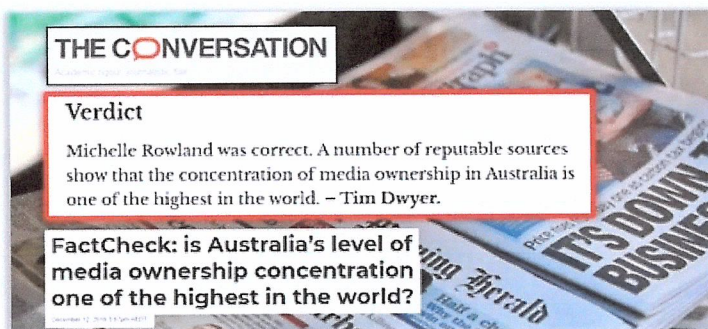 THE CONVERSATION
Verdict
Michelle Rowland was correct. A number of reputable sources
show that the concentration of media ownership in Australia is
one of the highest in the world. – Tim Dwyer.
FactCheck: is Australia's level of
media ownership concentration
one of the highest in the world?
Herald
IT'S DOWN
BUSINE